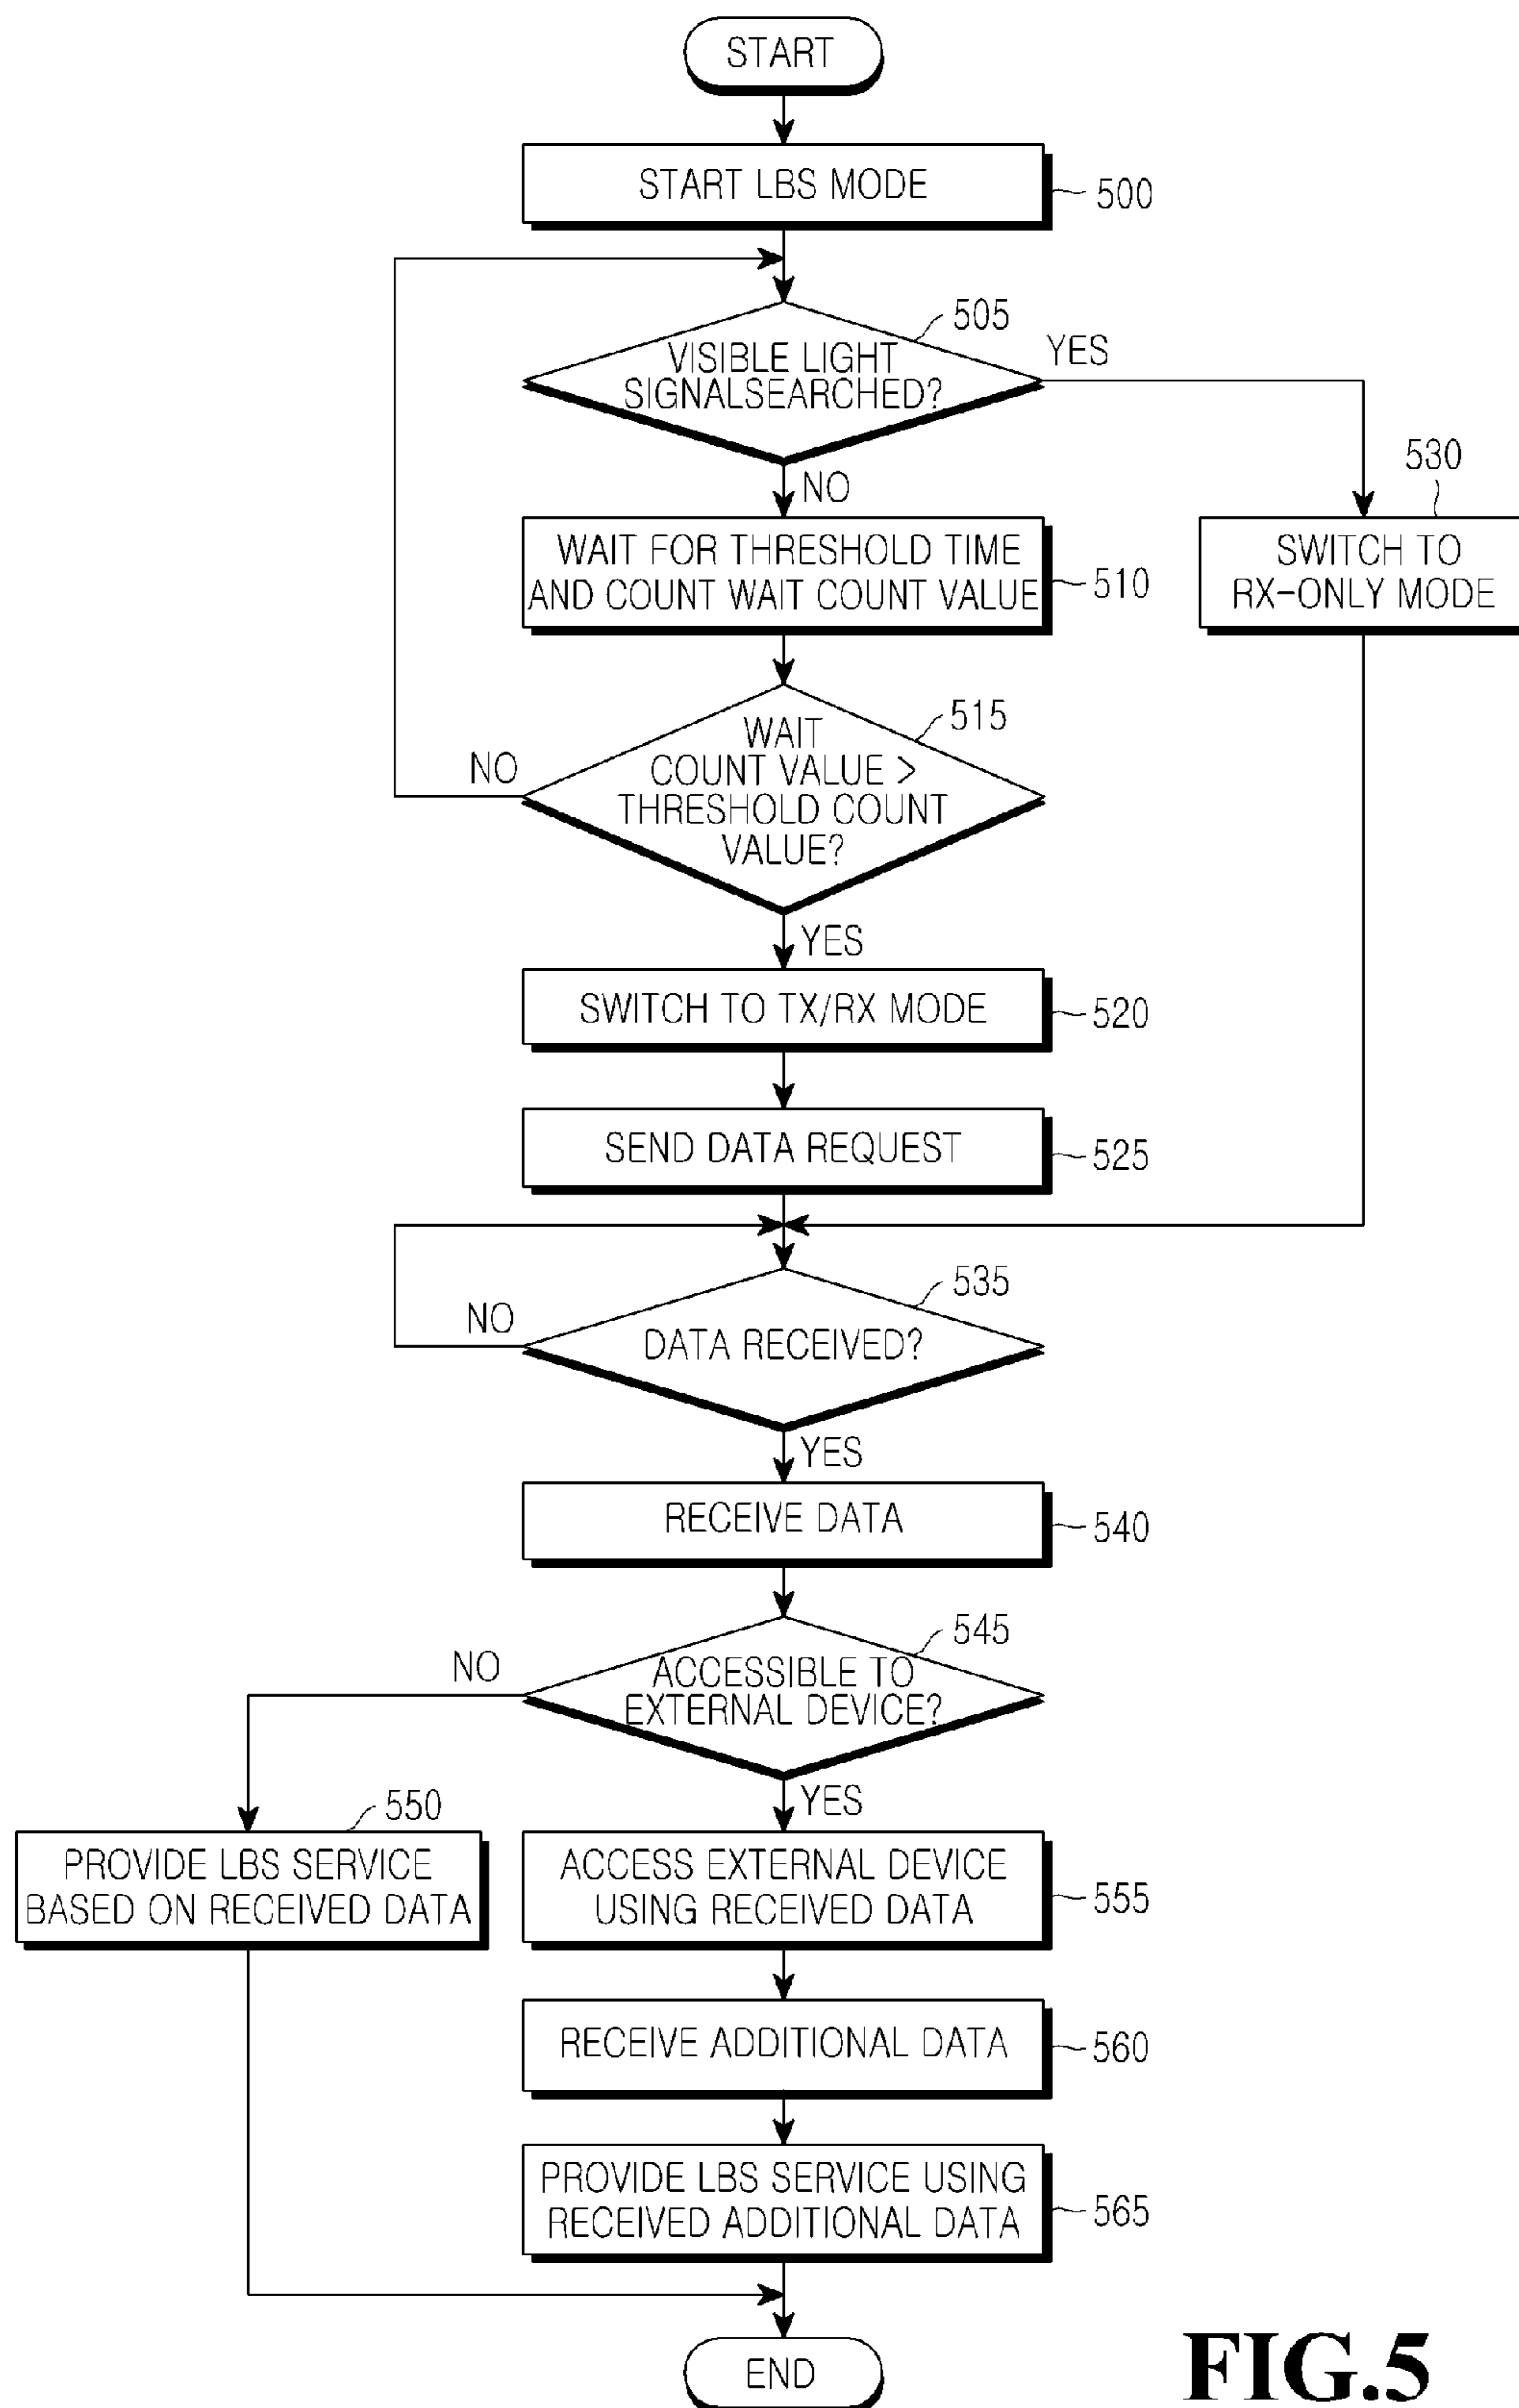 START
START LBS MODE
500
505
VISIBLE LIGHT
SIGNALSEARCHED?
YES
NO
530
WAIT FOR THRESHOLD TIME
AND COUNT WAIT COUNT VALUE
510
SWITCH TO
RX-ONLY MODE
515
WAIT
COUNT VALUE >
THRESHOLD COUNT
VALUE?
NO
YES
SWITCH TO TX/RX MODE
520
SEND DATA REQUEST
525
535
DATA RECEIVED?
NO
YES
RECEIVE DATA
540
545
ACCESSIBLE TO
EXTERNAL DEVICE?
NO
YES
550
PROVIDE LBS SERVICE
BASED ON RECEIVED DATA
ACCESS EXTERNAL DEVICE
USING RECEIVED DATA
555
RECEIVE ADDITIONAL DATA
560
PROVIDE LBS SERVICE USING
RECEIVED ADDITIONAL DATA
565
END
FIG.5